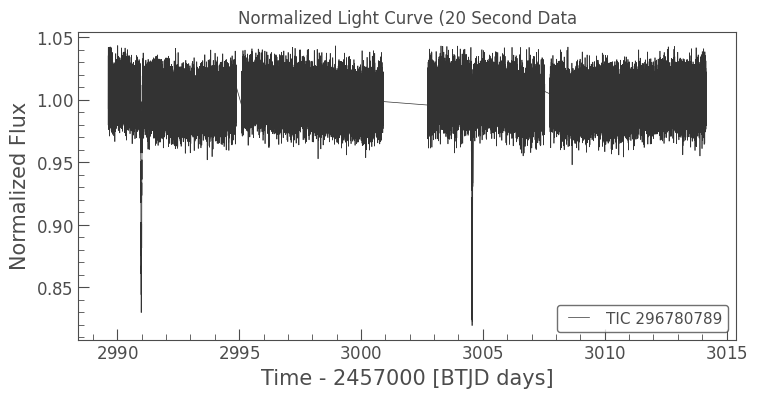 Normalized Light Curve (20 Second Data
1.05
1.00
0.95
0.90
0.85
Normalized Flux
TIC 296780789
2990
2995
3000
3005
3010
3015
Time - 2457000 [BTJD days]